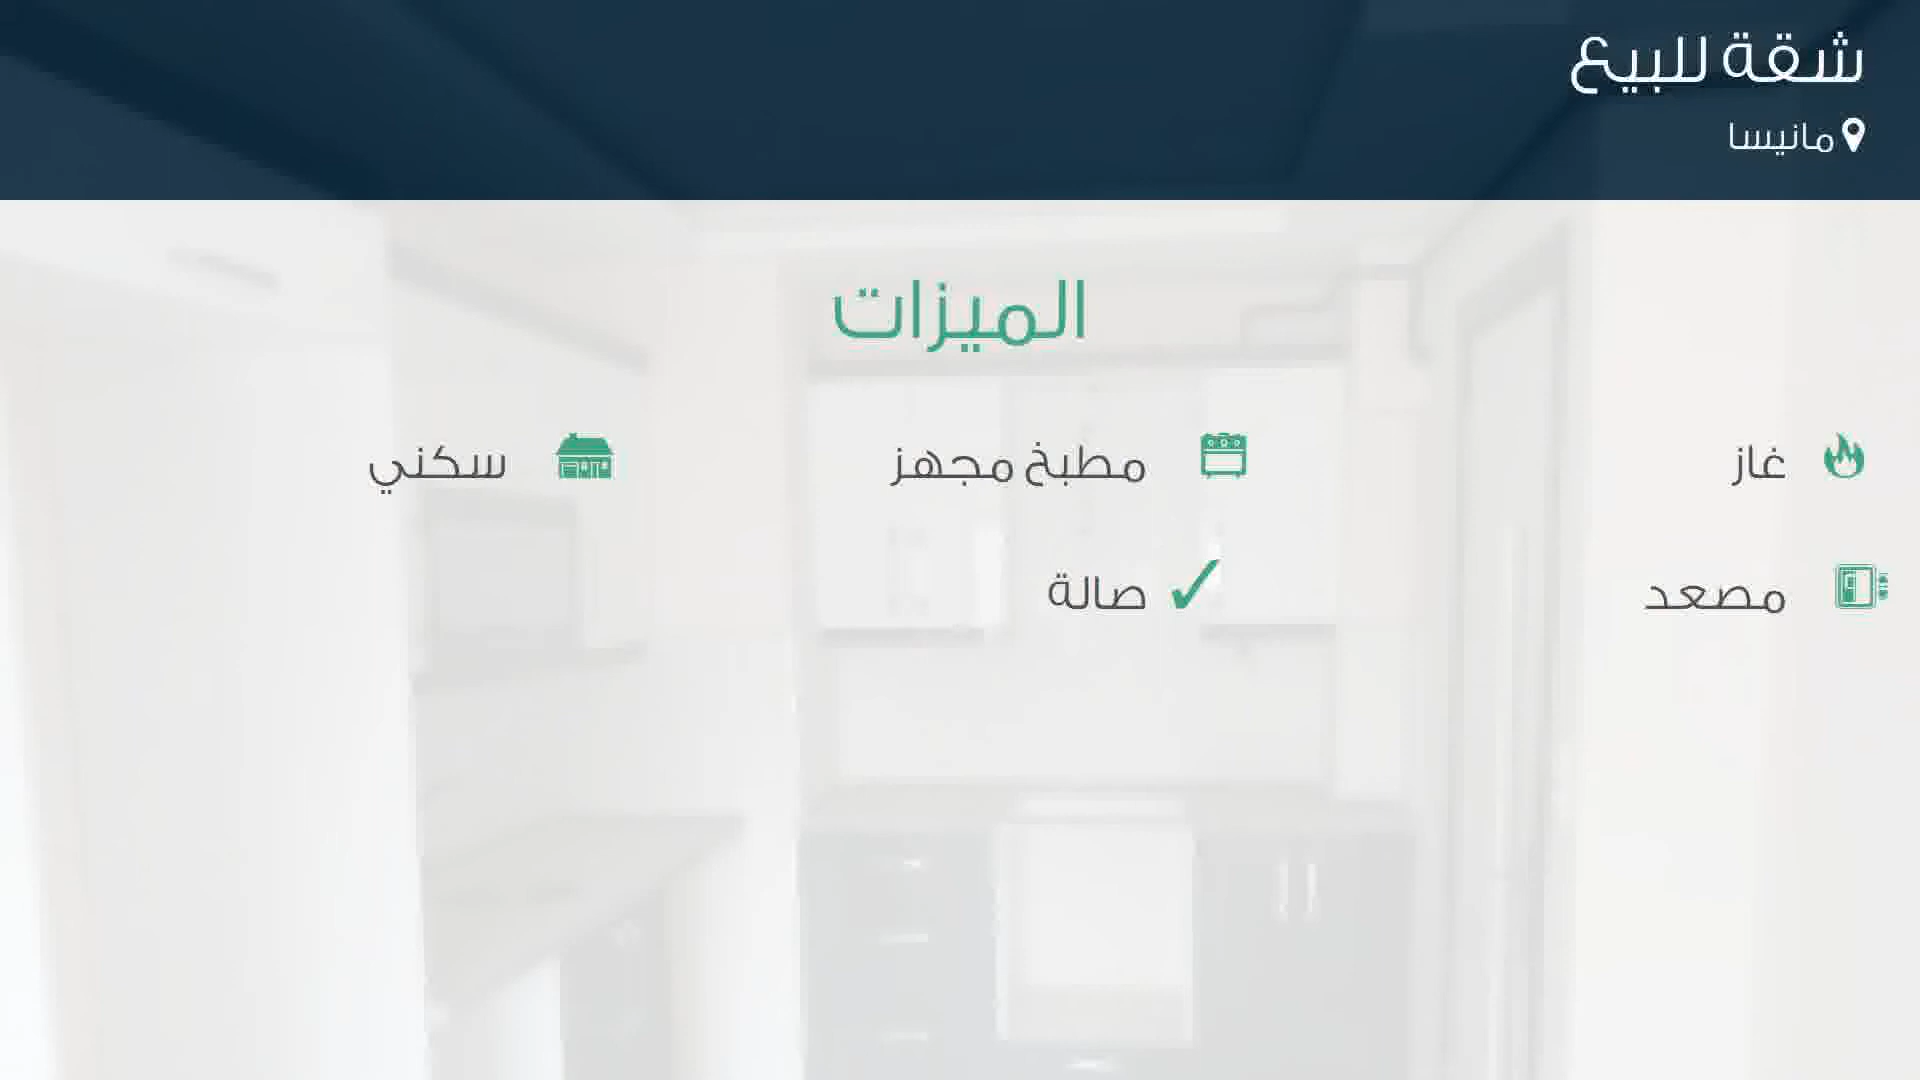 شقة للبيع
مانيسا
الميزات
غاز مطبخ مجهز سكني
مصعد صالة